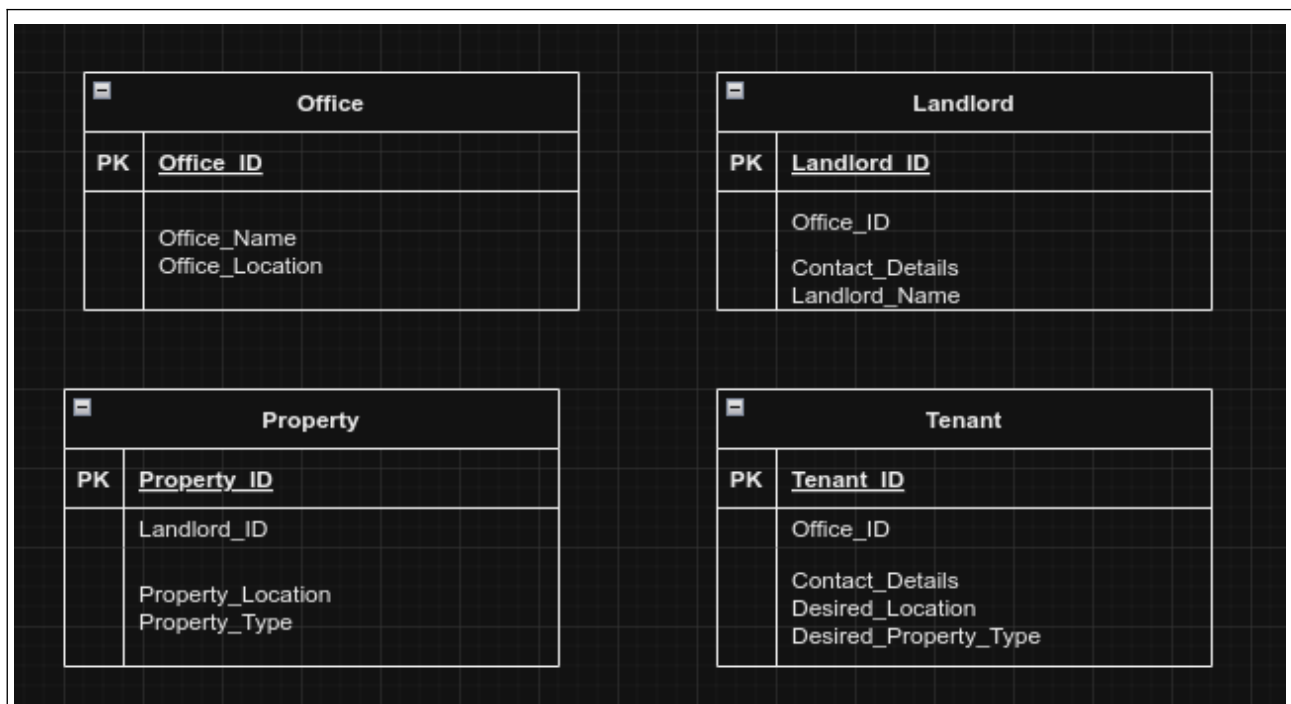 Office
PK Office_ID
Office_Name
Office_Location
Landlord
PK Landlord_ID
Office_ID
Contact_Details
Landlord_Name
Property
PK Property_ID
Landlord_ID
Property_Location
Property_Type
Tenant
PK Tenant_ID
Office_ID
Contact_Details
Desired_Location
Desired_Property_Type